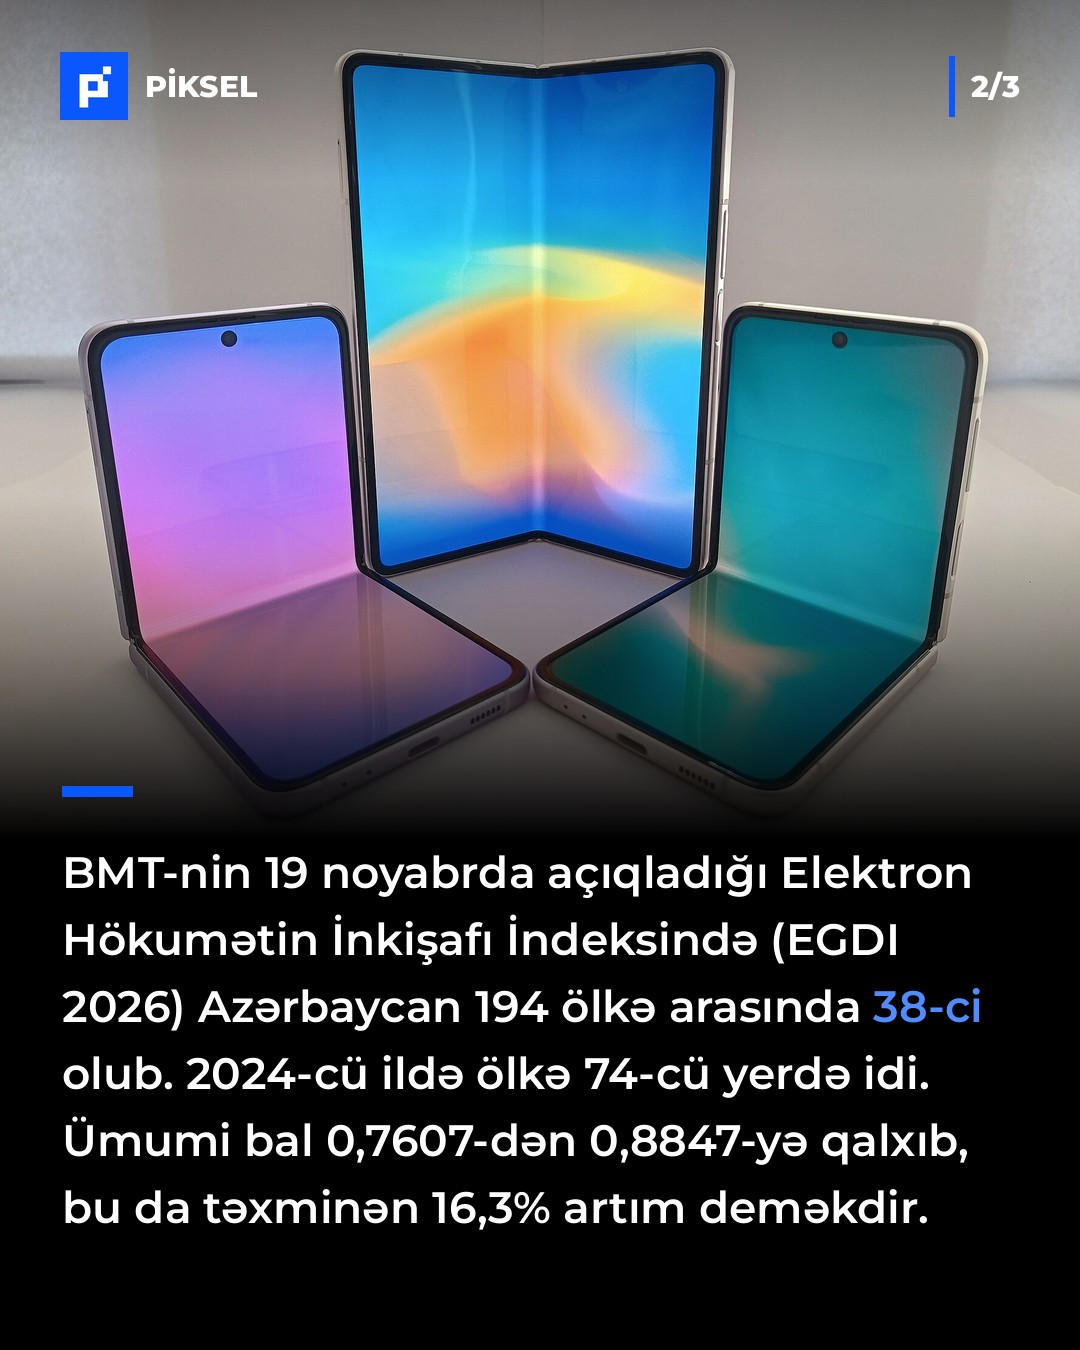 PİKSEL
2/3
BMT-nin 19 noyabrda açıqladığı Elektron
Hökumətin İnkişafı İndeksində (EGDI
2026) Azərbaycan 194 ölkə arasında 38-ci
olub. 2024-cü ildə ölkə 74-cü yerdə idi.
Ümumi bal 0,7607-dən 0,8847-yə qalxıb,
bu da təxminən 16,3% artım deməkdir.